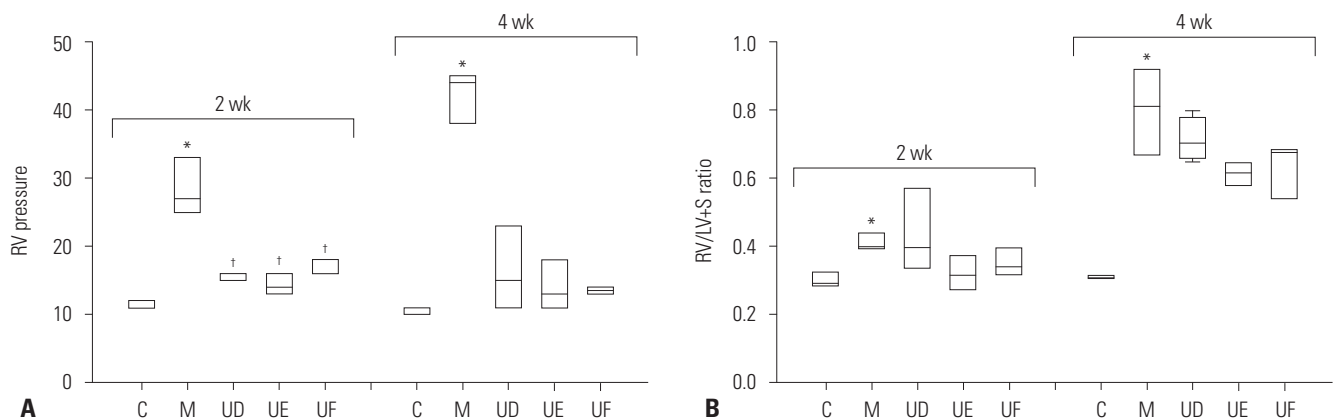 50
40
30
20
10
0
RV pressure
2 wk
4 wk
*
†
†
†
*
C M UD UE UF C M UD UE UF
A
1.0
0.8
0.6
0.4
0.2
0.0
RV/LV+S ratio
2 wk
4 wk
*
*
C M UD UE UF C M UD UE UF
B